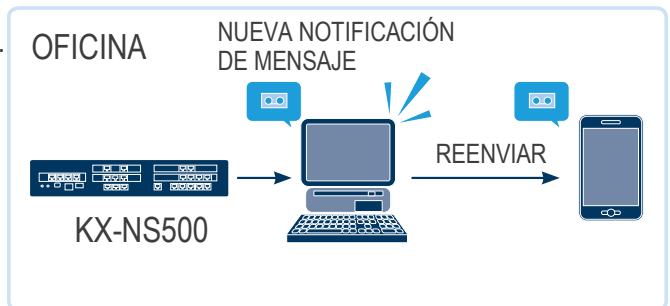 OFICINA
NUEVA NOTIFICACIÓN
DE MENSAJE
REENVIAR
KX-NS500